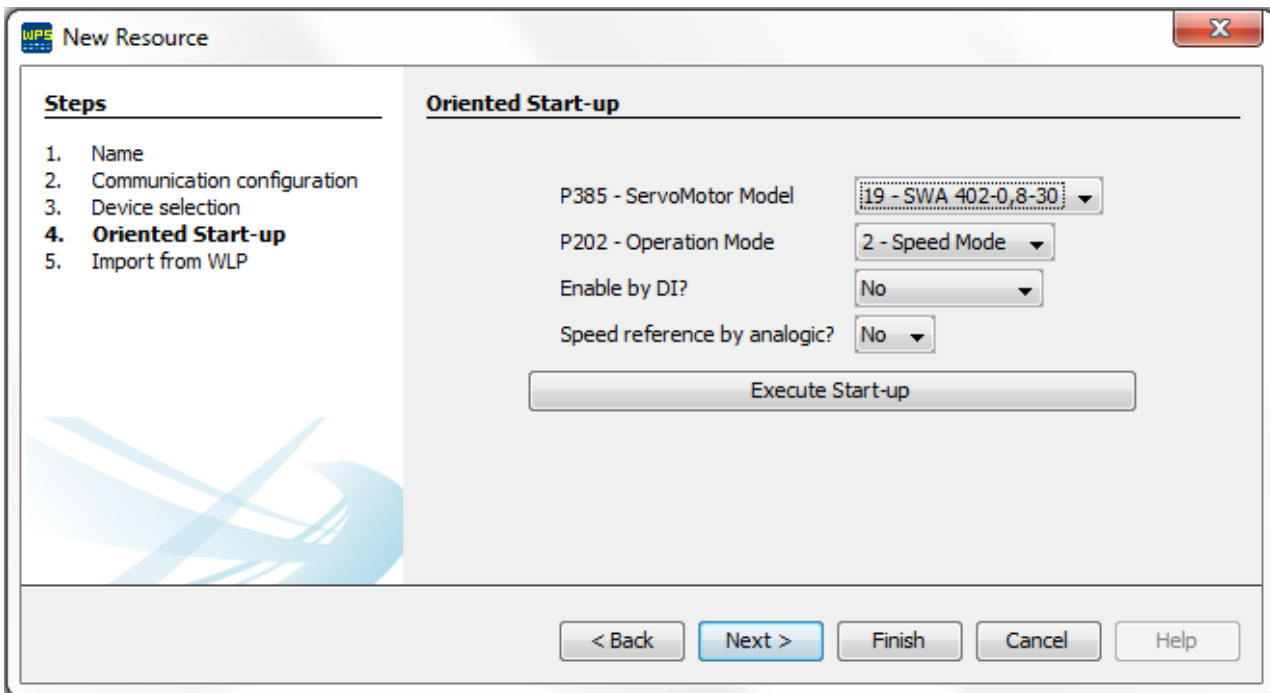 WPS New Resource
Steps
1. Name
2. Communication configuration
3. Device selection
4. Oriented Start-up
5. Import from WLP
Oriented Start-up
P385 - ServoMotor Model 19 - SWA 402-0,8-30
P202 - Operation Mode 2 - Speed Mode
Enable by DI? No
Speed reference by analogic? No
Execute Start-up
< Back Next > Finish Cancel Help